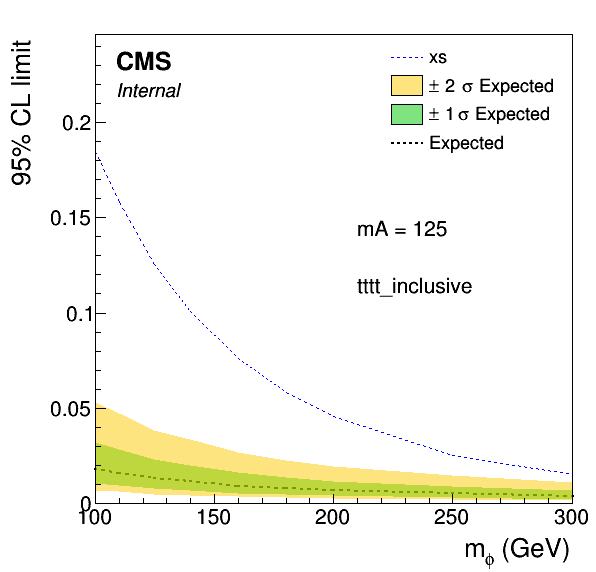 CMS
Internal
xs
± 2 σ Expected
± 1 σ Expected
Expected
mA = 125
tttt_inclusive
95% CL limit
0.2
0.15
0.1
0.05
0
100 150 200 250 300
mϕ (GeV)